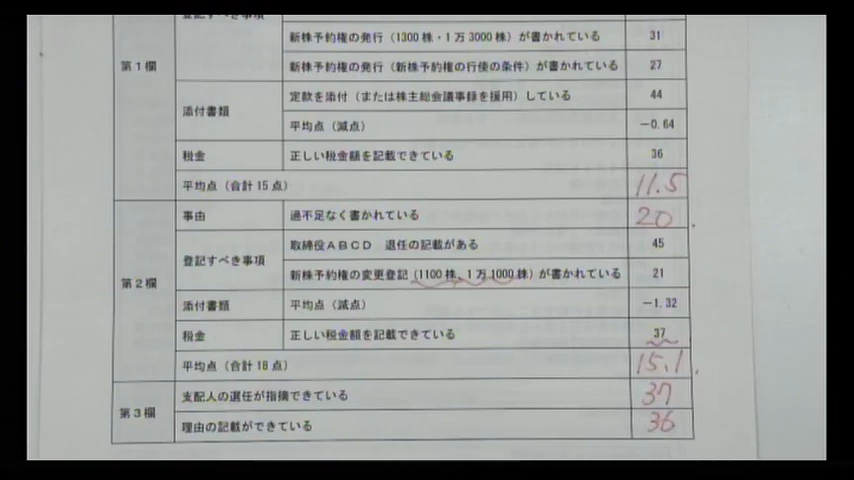 登記すべき事項
新株予約権の発行（1300株・1万3000株）が書かれている 31
第1欄
新株予約権の発行（新株予約権の行使の条件）が書かれている 27
添付書類 定款を添付（または株主総会議事録を援用）している 44
平均点（減点） −0.64
税金 正しい税金額を記載できている 36
平均点（合計15点） 11.5
第2欄
事由 過不足なく書かれている 20
登記すべき事項
取締役ABCD 退任の記載がある 45
新株予約権の変更登記（1100株、1万1000株）が書かれている 21
添付書類 平均点（減点） −1.32
税金 正しい税金額を記載できている 37
平均点（合計18点） 15.1
第3欄
支配人の選任が指摘できている 37
理由の記載ができている 36